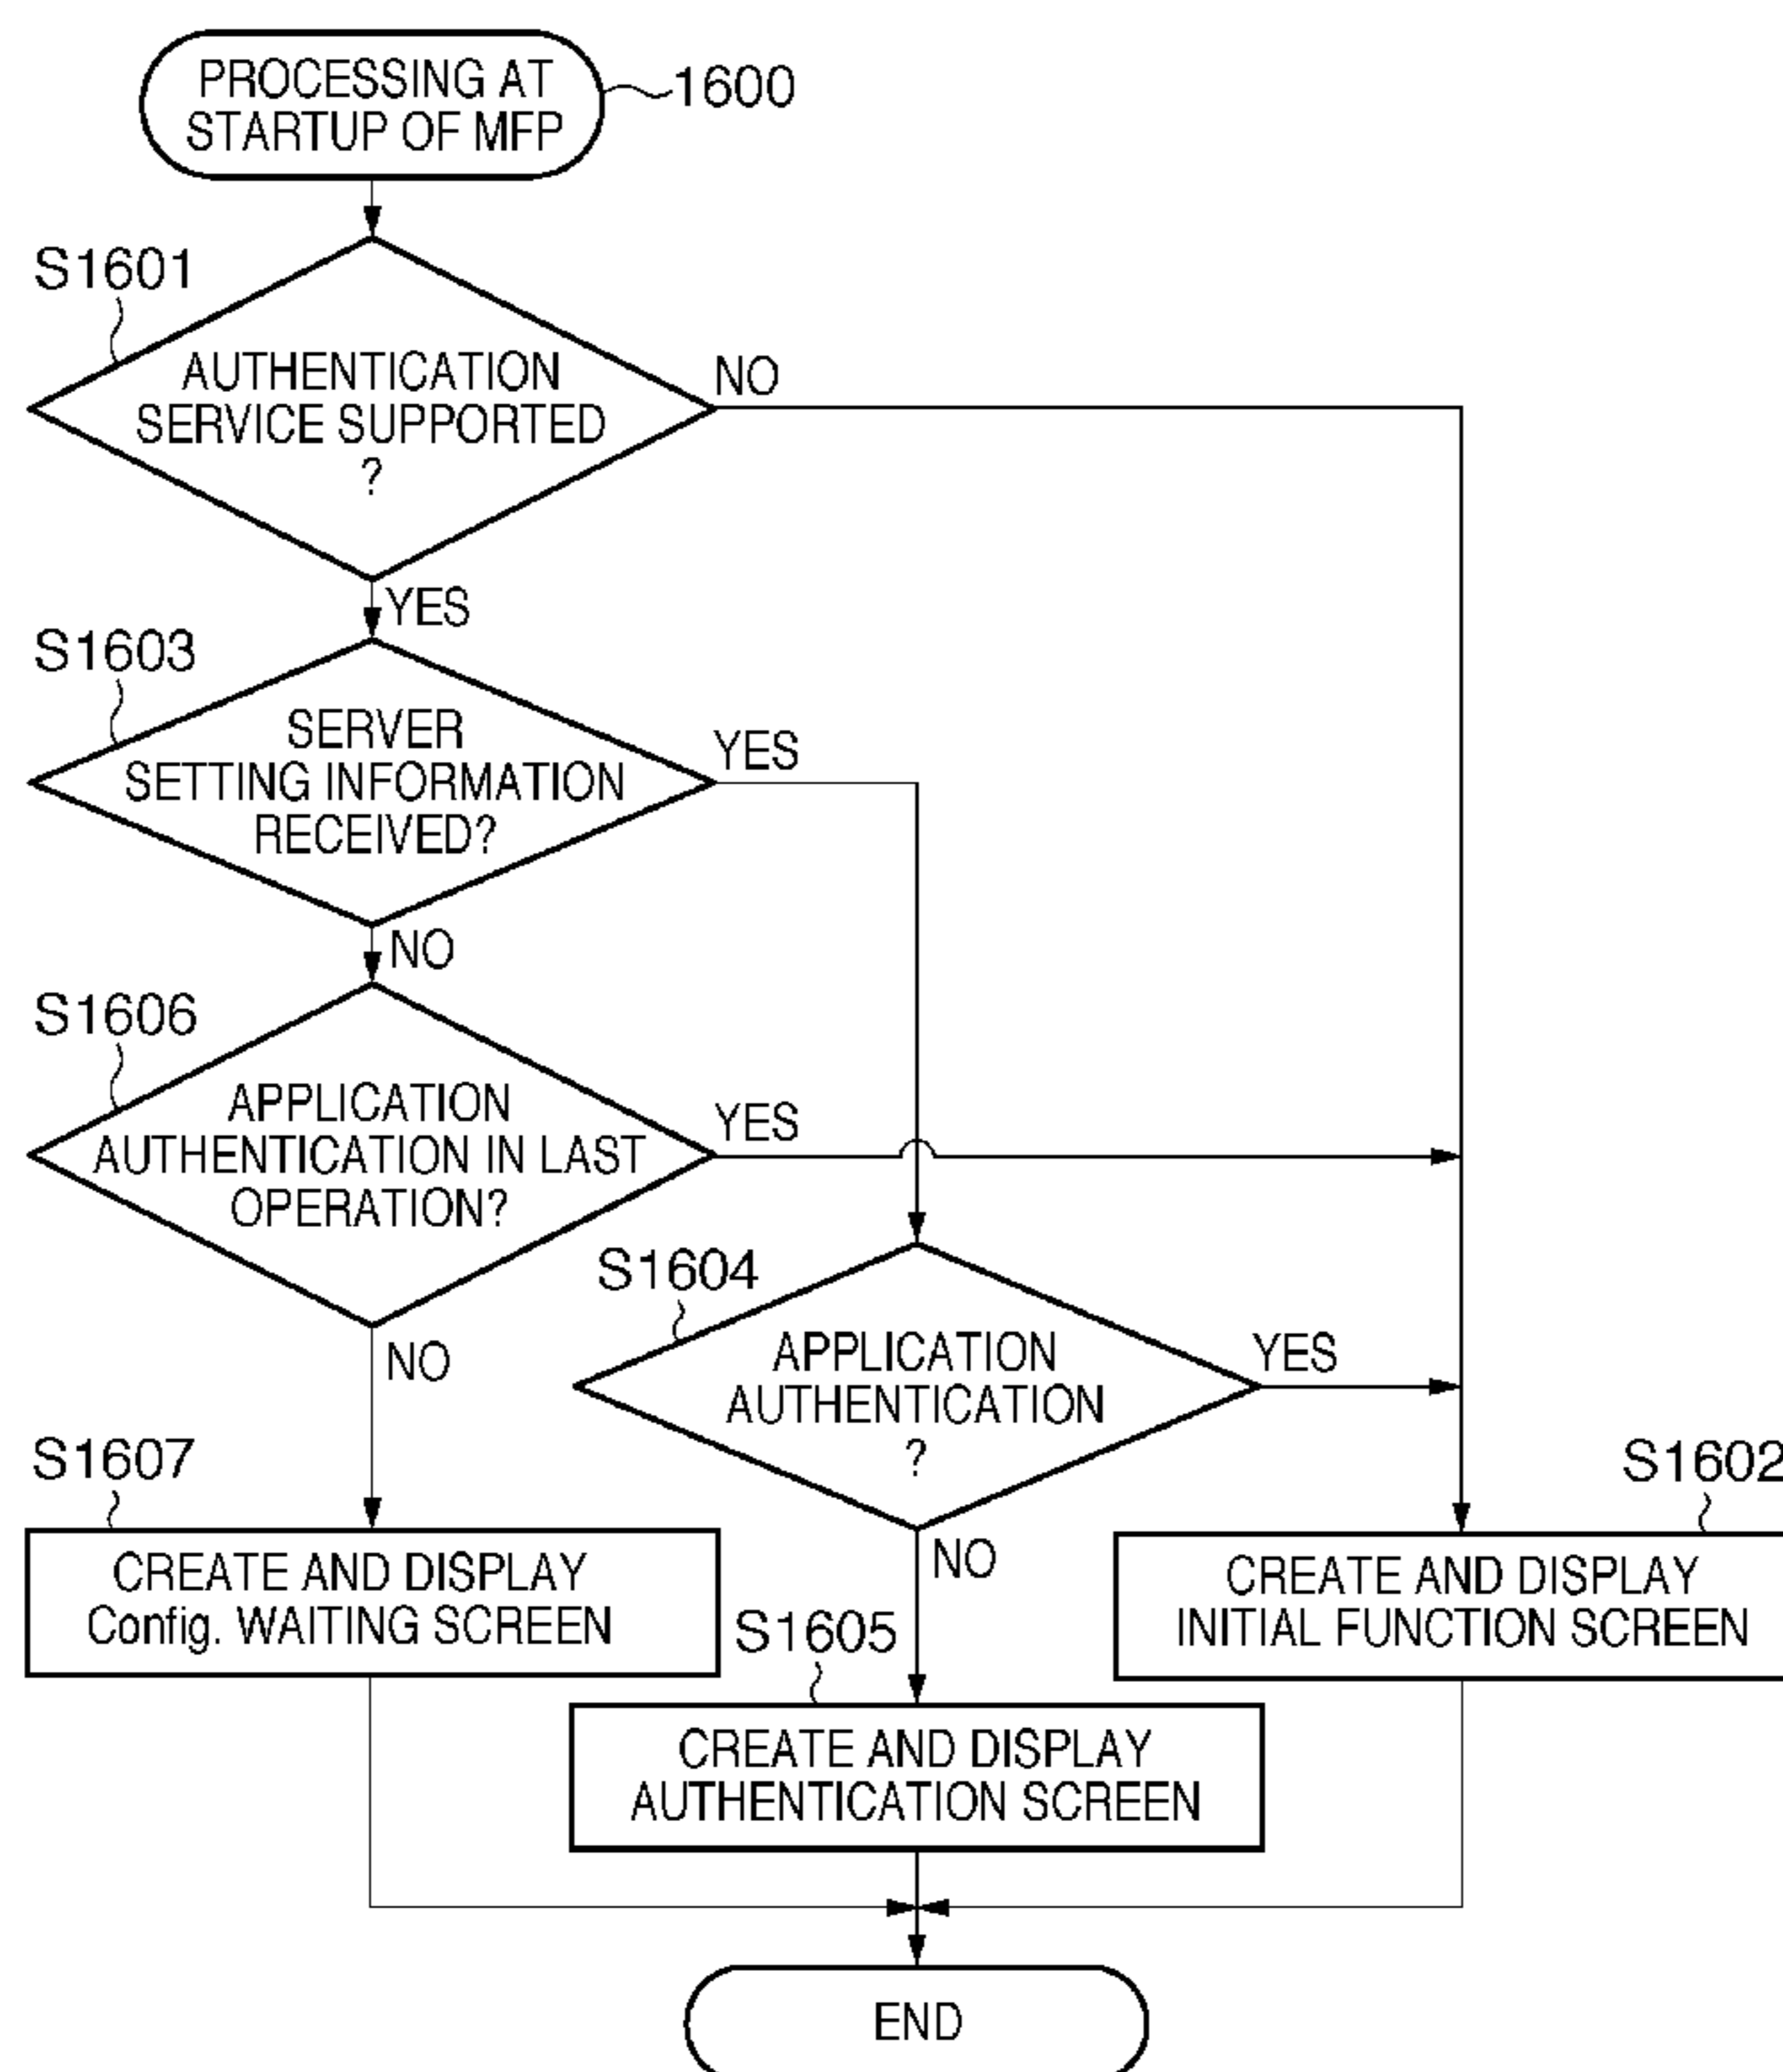 PROCESSING AT
STARTUP OF MFP
1600
S1601
AUTHENTICATION
SERVICE SUPPORTED
?
NO
YES
S1603
SERVER
SETTING INFORMATION
RECEIVED?
YES
NO
S1606
APPLICATION
AUTHENTICATION IN LAST
OPERATION?
YES
NO
S1604
APPLICATION
AUTHENTICATION
?
YES
NO
S1607
CREATE AND DISPLAY
Config. WAITING SCREEN
S1605
CREATE AND DISPLAY
AUTHENTICATION SCREEN
S1602
CREATE AND DISPLAY
INITIAL FUNCTION SCREEN
END